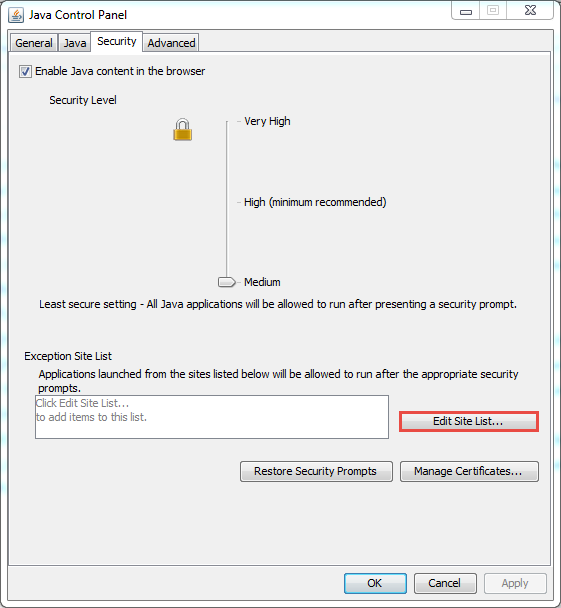 Java Control Panel
General Java Security Advanced
Enable Java content in the browser
Security Level
Very High
High (minimum recommended)
Medium
Least secure setting - All Java applications will be allowed to run after presenting a security prompt.
Exception Site List
Applications launched from the sites listed below will be allowed to run after the appropriate security
prompts.
Click Edit Site List...
to add items to this list.
Edit Site List...
Restore Security Prompts Manage Certificates...
OK Cancel Apply